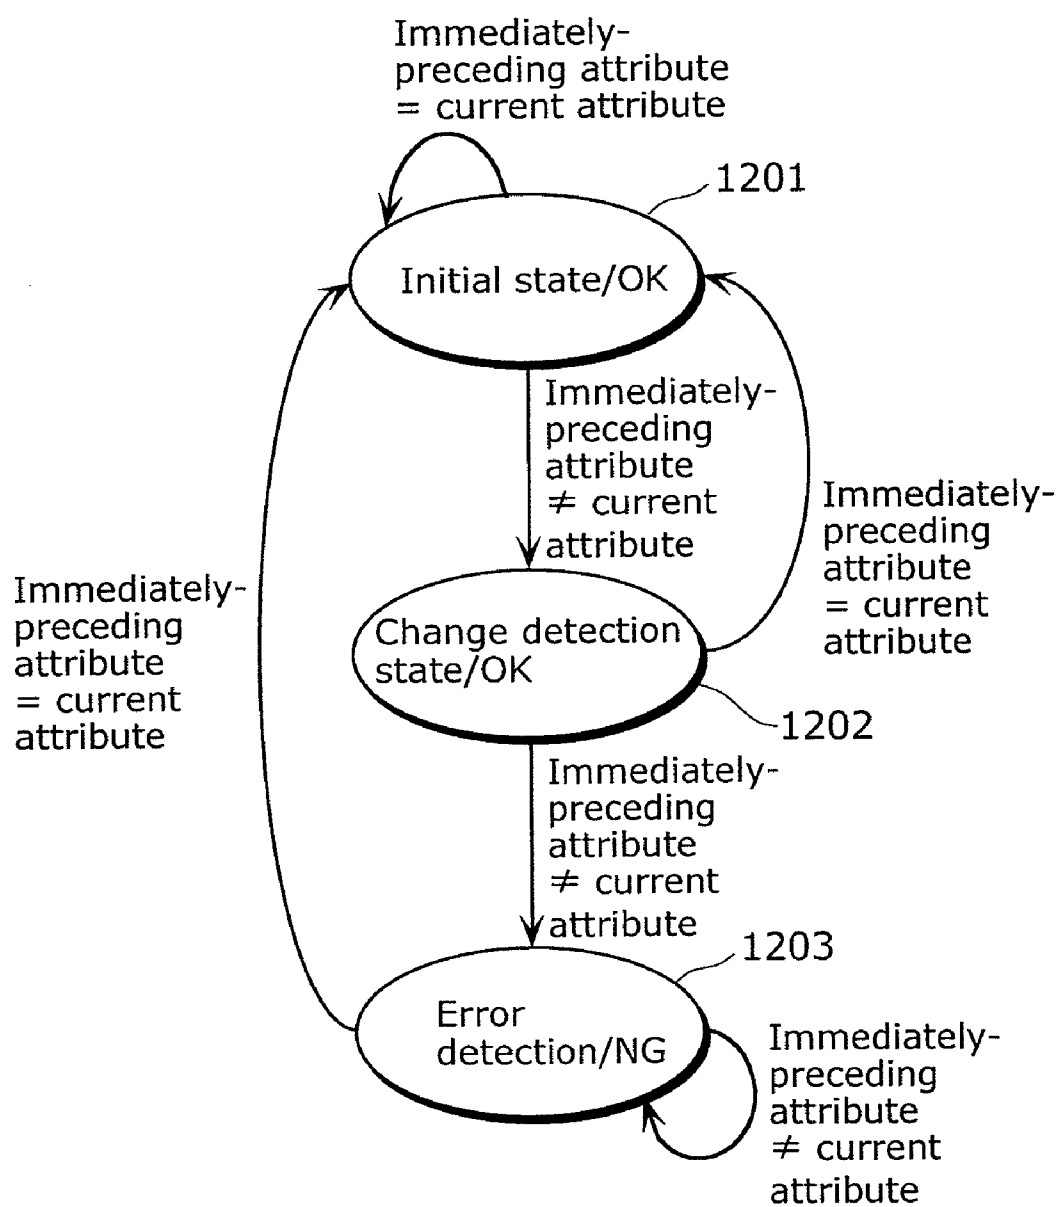 Immediately-
preceding attribute
= current attribute
1201
Initial state/OK
Immediately-
preceding
attribute
≠ current
attribute
Immediately-
preceding
attribute
= current
attribute
Immediately-
preceding
attribute
= current
attribute
Change detection
state/OK
1202
Immediately-
preceding
attribute
≠ current
attribute
1203
Error
detection/NG
Immediately-
preceding
attribute
≠ current
attribute